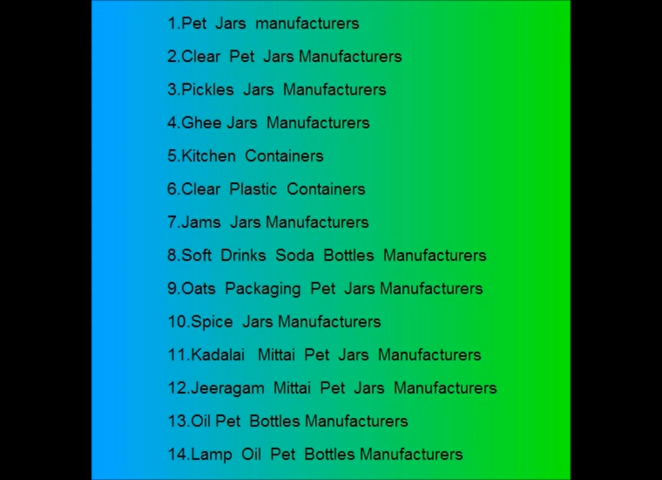 1.Pet Jars manufacturers
2.Clear Pet Jars Manufacturers
3.Pickles Jars Manufacturers
4.Ghee Jars Manufacturers
5.Kitchen Containers
6.Clear Plastic Containers
7.Jams Jars Manufacturers
8.Soft Drinks Soda Bottles Manufacturers
9.Oats Packaging Pet Jars Manufacturers
10.Spice Jars Manufacturers
11.Kadalai Mittai Pet Jars Manufacturers
12.Jeeragam Mittai Pet Jars Manufacturers
13.Oil Pet Bottles Manufacturers
14.Lamp Oil Pet Bottles Manufacturers